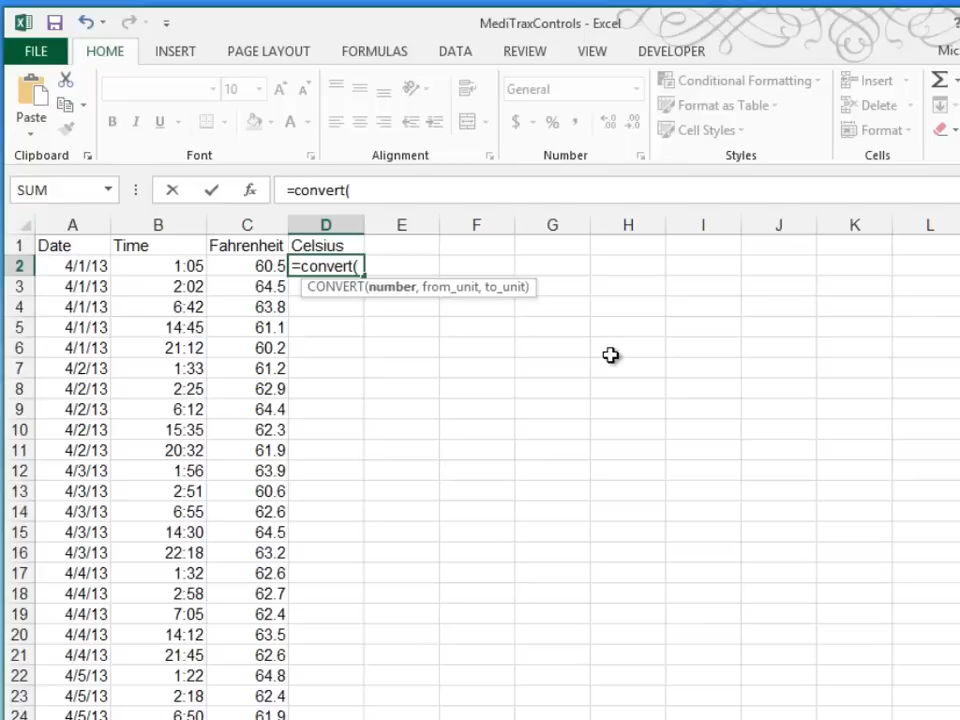 MediTraxControls - Excel
?
FILE HOME INSERT PAGE LAYOUT FORMULAS DATA REVIEW VIEW DEVELOPER Mic
Paste
10
A A
B I U A
General
$ % ,
Conditional Formatting
Format as Table
Cell Styles
Insert
Delete
Format
Σ
Clipboard Font Alignment Number Styles Cells
SUM fx =convert(
A B C D E F G H I J K L
1 Date Time Fahrenheit Celsius
2 4/1/13 1:05 60.5 =convert(
3 4/1/13 2:02 64.5 CONVERT(number, from_unit, to_unit)
4 4/1/13 6:42 63.8
5 4/1/13 14:45 61.1
6 4/1/13 21:12 60.2
7 4/2/13 1:33 61.2
8 4/2/13 2:25 62.9
9 4/2/13 6:12 64.4
10 4/2/13 15:35 62.3
11 4/2/13 20:32 61.9
12 4/3/13 1:56 63.9
13 4/3/13 2:51 60.6
14 4/3/13 6:55 62.6
15 4/3/13 14:30 64.5
16 4/3/13 22:18 63.2
17 4/4/13 1:32 62.6
18 4/4/13 2:58 62.7
19 4/4/13 7:05 62.4
20 4/4/13 14:12 63.5
21 4/4/13 21:45 62.6
22 4/5/13 1:22 64.8
23 4/5/13 2:18 62.4
24 4/5/13 6:50 61.9